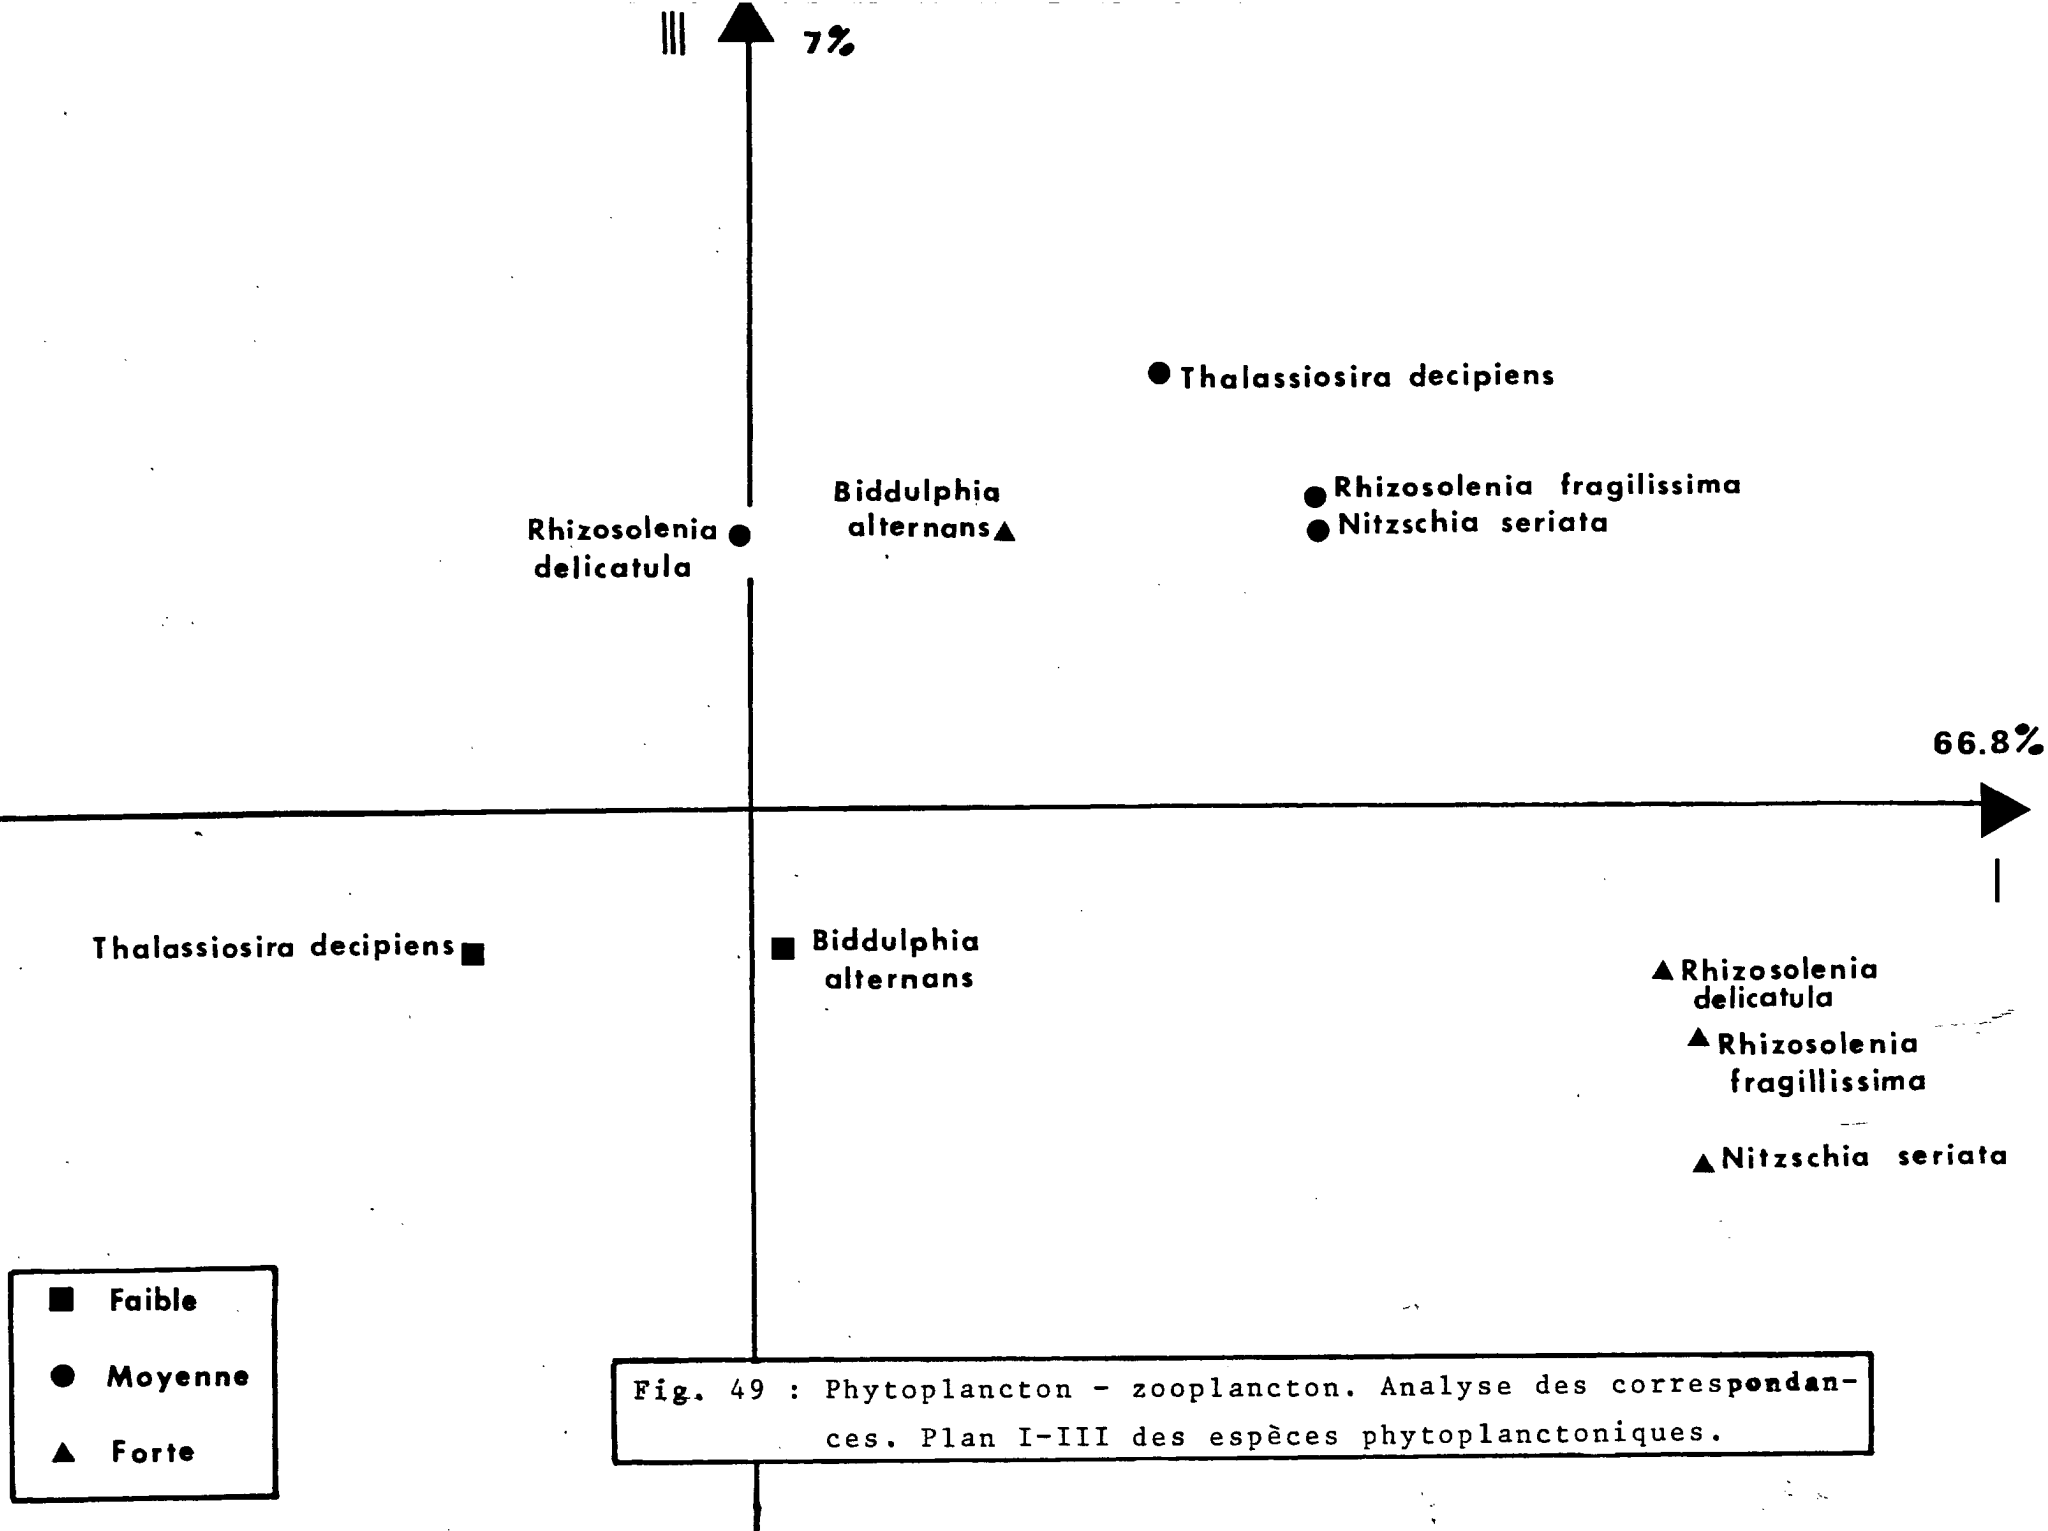 III
7%
Thalassiosira decipiens
Rhizosolenia fragilissima
Nitzschia seriata
Biddulphia
alternans
Rhizosolenia
delicatula
66.8%
I
Thalassiosira decipiens
Biddulphia
alternans
Rhizosolenia
delicatula
Rhizosolenia
fragillissima
Nitzschia seriata
Faible
Moyenne
Forte
Fig. 49 : Phytoplancton - zooplancton. Analyse des correspondan-
ces. Plan I-III des espèces phytoplanctoniques.